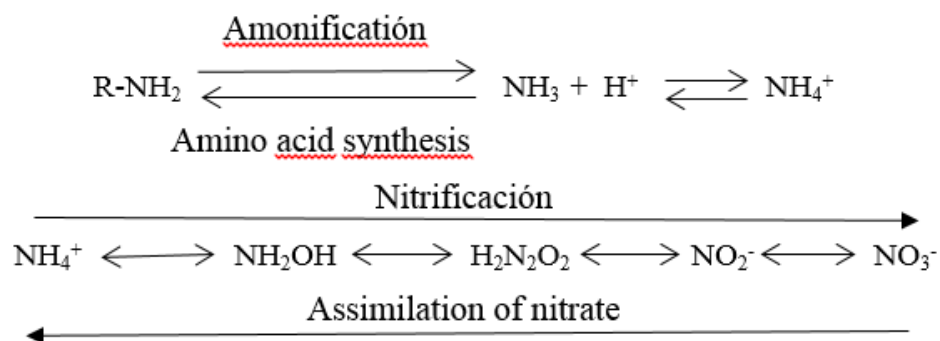 Amonificatión
R-NH₂ ⟶ ⟵ NH₃ + H⁺ ⟶ ⟵ NH₄⁺
Amino acid synthesis
Nitrificación
NH₄⁺ ⟷ NH₂OH ⟷ H₂N₂O₂ ⟷ NO₂⁻ ⟷ NO₃⁻
Assimilation of nitrate